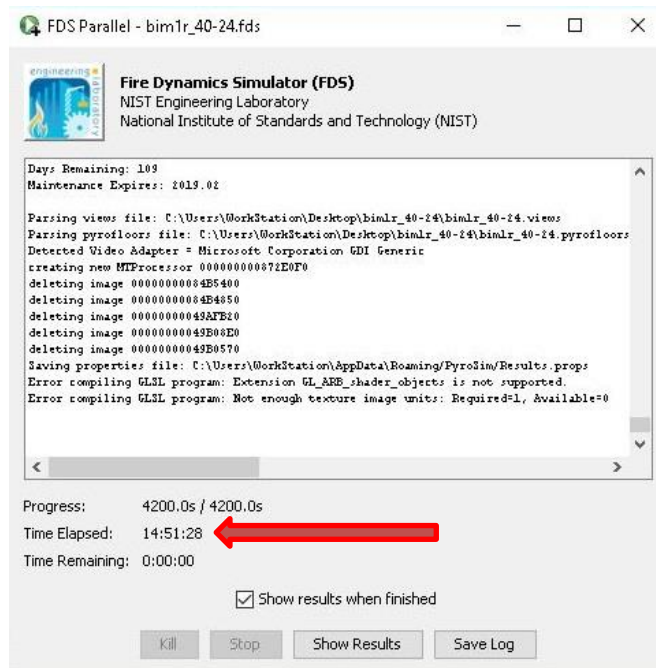 FDS Parallel - bim1r_40-24.fds
engineering
laboratory
Fire Dynamics Simulator (FDS)
NIST Engineering Laboratory
National Institute of Standards and Technology (NIST)
Days Remaining: 109
Maintenance Expires: 2019.02
Parsing views file: C:\Users\WorkStation\Desktop\bim1r_40-24\bim1r_40-24.views
Parsing pyrofloors file: C:\Users\WorkStation\Desktop\bim1r_40-24\bim1r_40-24.pyrofloors
Detected Video Adapter = Microsoft Corporation GDI Generic
creating new MTProcessor 000000000872E0F0
deleting image 00000000084B5400
deleting image 00000000084B4850
deleting image 00000000049AFB20
deleting image 00000000049B08E0
deleting image 00000000049B0570
Saving properties file: C:\Users\WorkStation\AppData\Roaming/PyroSim/Results.props
Error compiling GLSL program: Extension GL_ARB_shader_objects is not supported.
Error compiling GLSL program: Not enough texture image units: Required=1, Available=0
Progress: 4200.0s / 4200.0s
Time Elapsed: 14:51:28
Time Remaining: 0:00:00
Show results when finished
Kill Stop Show Results Save Log